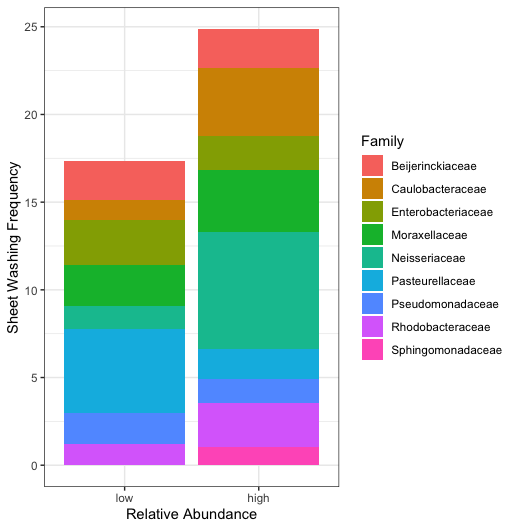 25
20
15
10
5
0
low high
Relative Abundance
Sheet Washing Frequency
Family
Beijerinckiaceae
Caulobacteraceae
Enterobacteriaceae
Moraxellaceae
Neisseriaceae
Pasteurellaceae
Pseudomonadaceae
Rhodobacteraceae
Sphingomonadaceae